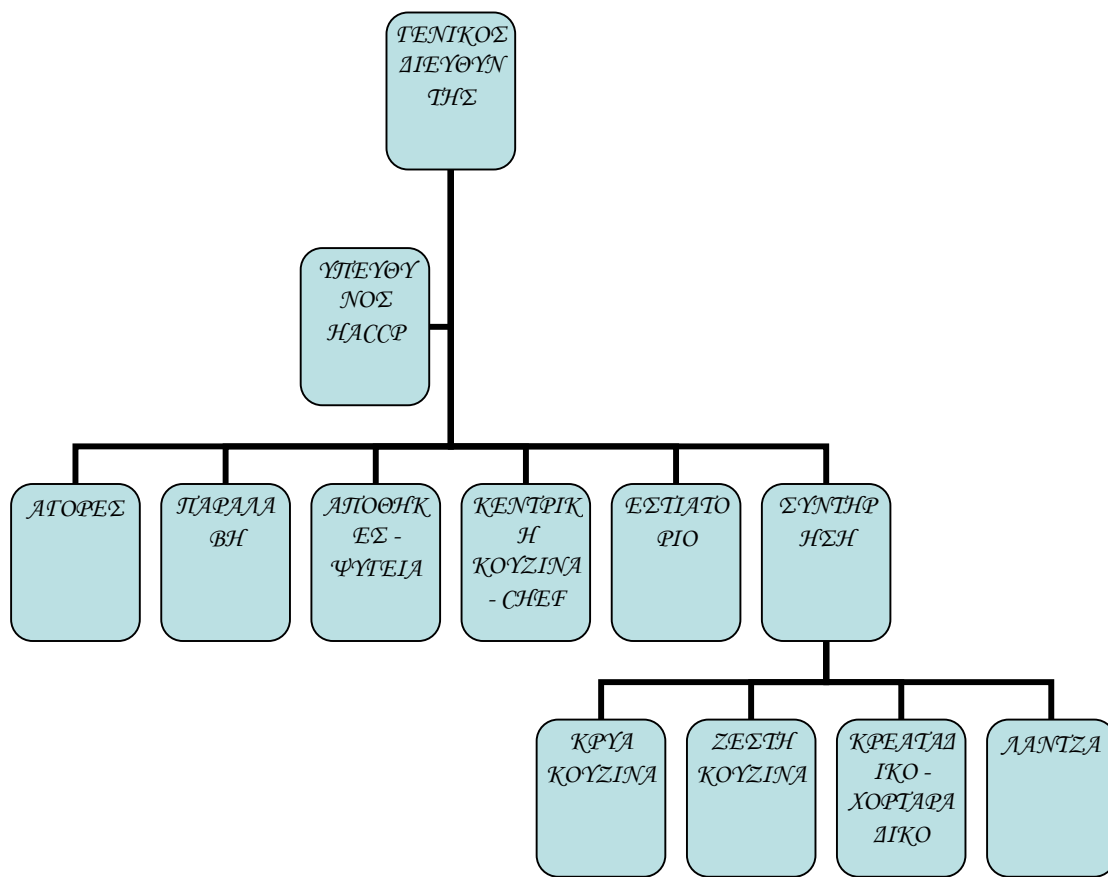 ΓΕΝΙΚΟΣ
ΔΙΕΥΘΥΝ
ΤΗΣ
ΥΠΕΥΘΥ
ΝΟΣ
HACCP
ΑΓΟΡΕΣ
ΠΑΡΑΛΑ
ΒΗ
ΑΠΟΘΗΚ
ΕΣ -
ΨΥΓΕΙΑ
ΚΕΝΤΡΙΚ
Η
ΚΟΥΖΙΝΑ
- CHEF
ΕΣΤΙΑΤΟ
ΡΙΟ
ΣΥΝΤΗΡ
ΗΣΗ
ΚΡΥΑ
ΚΟΥΖΙΝΑ
ΖΕΣΤΗ
ΚΟΥΖΙΝΑ
ΚΡΕΑΤΑΔ
ΙΚΟ -
ΧΟΡΤΑΡΑ
ΔΙΚΟ
ΛΑΝΤΖΑ